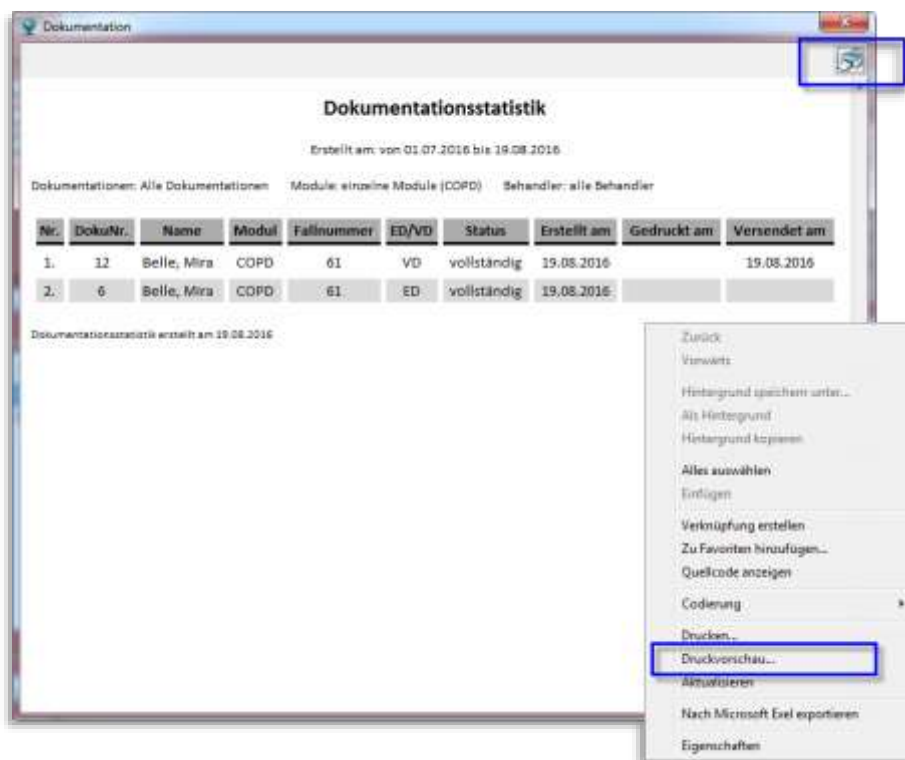 Dokumentation
Dokumentationsstatistik
Erstellt am: von 01.07.2016 bis 19.08.2016
Dokumentationen: Alle Dokumentationen Module: einzelne Module (COPD) Behandler: alle Behandler
Nr. DokuNr. Name Modul Fallnummer ED/VD Status Erstellt am Gedruckt am Versendet am
1. 12 Belle, Mira COPD 61 VD vollständig 19.08.2016 19.08.2016
2. 6 Belle, Mira COPD 61 ED vollständig 19.08.2016
Dokumentationsstatistik erstellt am 19.08.2016
Zurück
Vorwärts
Hintergrund speichern unter...
Als Hintergrund
Hintergrund kopieren
Alles auswählen
Einfügen
Verknüpfung erstellen
Zu Favoriten hinzufügen...
Quellcode anzeigen
Codierung
Drucken...
Druckvorschau...
Aktualisieren
Nach Microsoft Exel exportieren
Eigenschaften